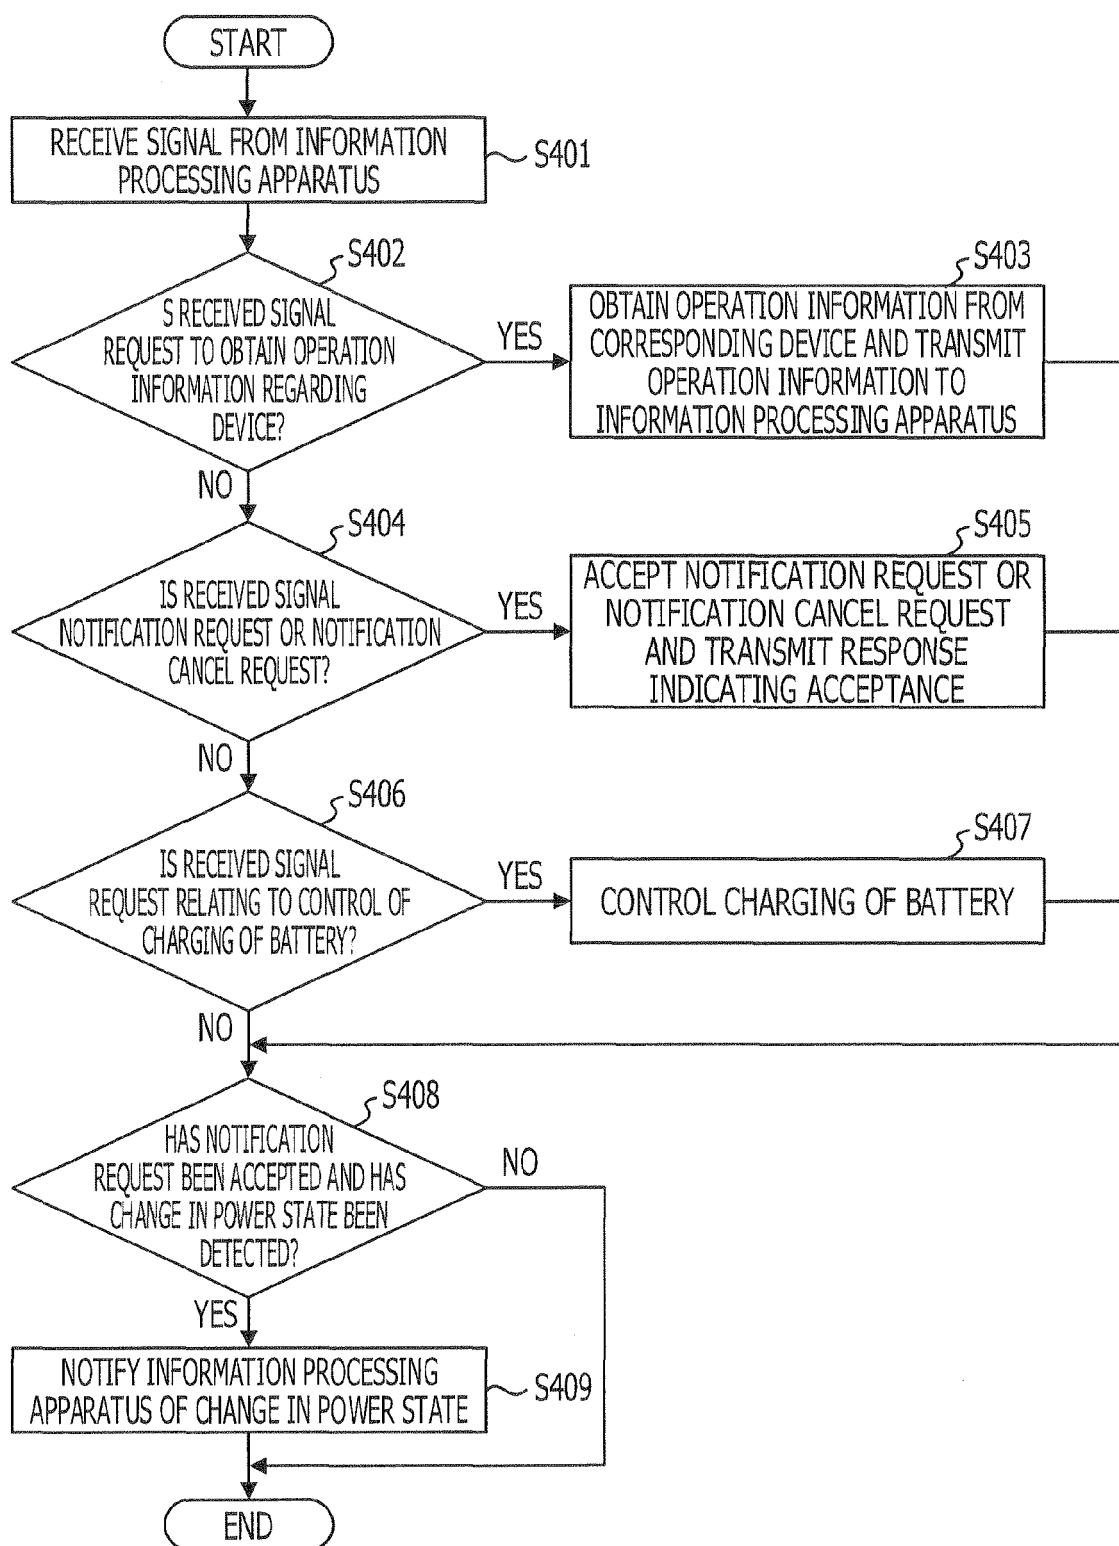 START
RECEIVE SIGNAL FROM INFORMATION
PROCESSING APPARATUS
S401
S402
S RECEIVED SIGNAL
REQUEST TO OBTAIN OPERATION
INFORMATION REGARDING
DEVICE?
YES
S403
OBTAIN OPERATION INFORMATION FROM
CORRESPONDING DEVICE AND TRANSMIT
OPERATION INFORMATION TO
INFORMATION PROCESSING APPARATUS
NO
S404
IS RECEIVED SIGNAL
NOTIFICATION REQUEST OR NOTIFICATION
CANCEL REQUEST?
YES
S405
ACCEPT NOTIFICATION REQUEST OR
NOTIFICATION CANCEL REQUEST
AND TRANSMIT RESPONSE
INDICATING ACCEPTANCE
NO
S406
IS RECEIVED SIGNAL
REQUEST RELATING TO CONTROL OF
CHARGING OF BATTERY?
YES
S407
CONTROL CHARGING OF BATTERY
NO
S408
HAS NOTIFICATION
REQUEST BEEN ACCEPTED AND HAS
CHANGE IN POWER STATE BEEN
DETECTED?
NO
YES
NOTIFY INFORMATION PROCESSING
APPARATUS OF CHANGE IN POWER STATE
S409
END